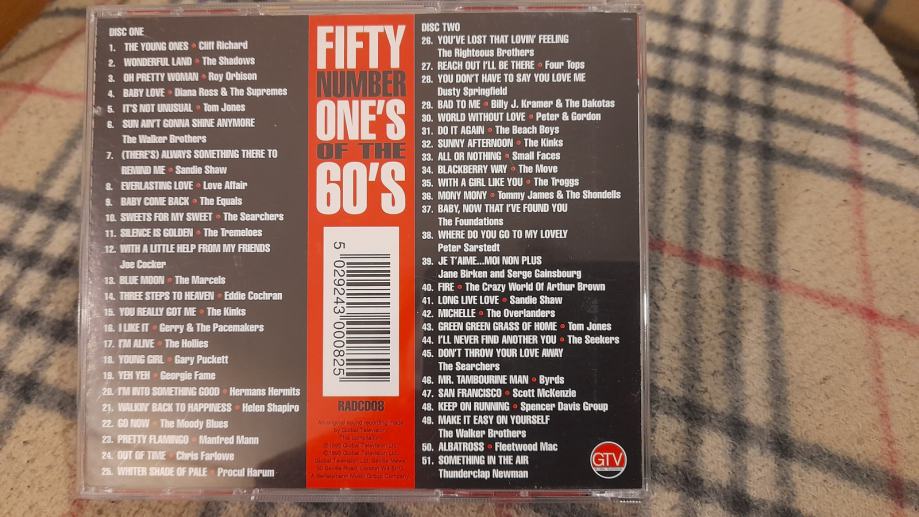 DISC ONE
1. THE YOUNG ONES • Cliff Richard
2. WONDERFUL LAND • The Shadows
3. OH PRETTY WOMAN • Roy Orbison
4. BABY LOVE • Diana Ross & The Supremes
5. IT'S NOT UNUSUAL • Tom Jones
6. SUN AIN'T GONNA SHINE ANYMORE
The Walker Brothers
7. (THERE'S) ALWAYS SOMETHING THERE TO
REMIND ME • Sandie Shaw
8. EVERLASTING LOVE • Love Affair
9. BABY COME BACK • The Equals
10. SWEETS FOR MY SWEET • The Searchers
11. SILENCE IS GOLDEN • The Tremeloes
12. WITH A LITTLE HELP FROM MY FRIENDS
Joe Cocker
13. BLUE MOON • The Marcels
14. THREE STEPS TO HEAVEN • Eddie Cochran
15. YOU REALLY GOT ME • The Kinks
16. I LIKE IT • Gerry & The Pacemakers
17. I'M ALIVE • The Hollies
18. YOUNG GIRL • Gary Puckett
19. YEH YEH • Georgie Fame
20. I'M INTO SOMETHING GOOD • Hermans Hermits
21. WALKIN' BACK TO HAPPINESS • Helen Shapiro
22. GO NOW • The Moody Blues
23. PRETTY FLAMINGO • Manfred Mann
24. OUT OF TIME • Chris Farlowe
25. WHITER SHADE OF PALE • Procul Harum
FIFTY
NUMBER
ONE'S
OF THE
60'S
5 029243 000825
RADCD08
DISC TWO
26. YOU'VE LOST THAT LOVIN' FEELING
The Righteous Brothers
27. REACH OUT I'LL BE THERE • Four Tops
28. YOU DON'T HAVE TO SAY YOU LOVE ME
Dusty Springfield
29. BAD TO ME • Billy J. Kramer & The Dakotas
30. WORLD WITHOUT LOVE • Peter & Gordon
31. DO IT AGAIN • The Beach Boys
32. SUNNY AFTERNOON • The Kinks
33. ALL OR NOTHING • Small Faces
34. BLACKBERRY WAY • The Move
35. WITH A GIRL LIKE YOU • The Troggs
36. MONY MONY • Tommy James & The Shondells
37. BABY, NOW THAT I'VE FOUND YOU
The Foundations
38. WHERE DO YOU GO TO MY LOVELY
Peter Sarstedt
39. JE T'AIME...MOI NON PLUS
Jane Birken and Serge Gainsbourg
40. FIRE • The Crazy World Of Arthur Brown
41. LONG LIVE LOVE • Sandie Shaw
42. MICHELLE • The Overlanders
43. GREEN GREEN GRASS OF HOME • Tom Jones
44. I'LL NEVER FIND ANOTHER YOU • The Seekers
45. DON'T THROW YOUR LOVE AWAY
The Searchers
46. MR. TAMBOURINE MAN • Byrds
47. SAN FRANCISCO • Scott McKenzie
48. KEEP ON RUNNING • Spencer Davis Group
49. MAKE IT EASY ON YOURSELF
The Walker Brothers
50. ALBATROSS • Fleetwood Mac
51. SOMETHING IN THE AIR
Thunderclap Newman
GTV